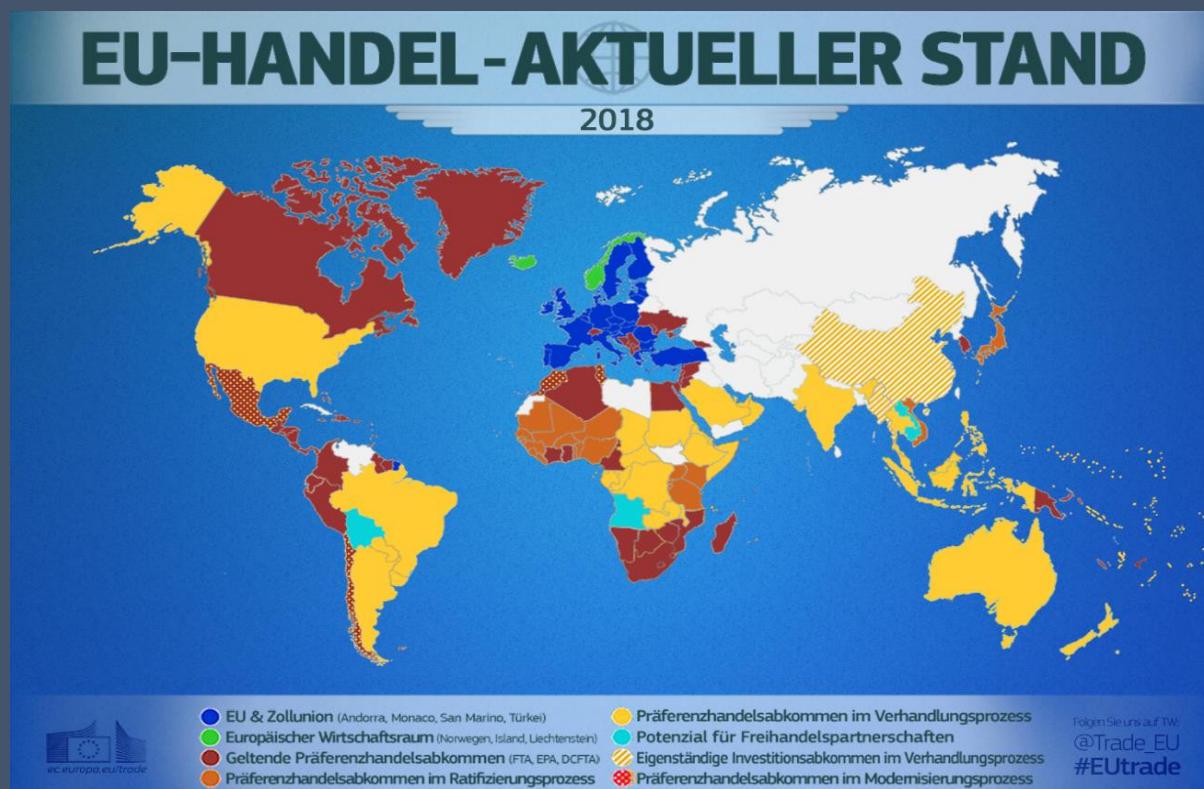 EU-HANDEL-AKTUELLER STAND
2018
EU & Zollunion (Andorra, Monaco, San Marino, Türkei)
Europäischer Wirtschaftsraum (Norwegen, Island, Liechtenstein)
Geltende Präferenzhandelsabkommen (FTA, EPA, DCFTA)
Präferenzhandelsabkommen im Ratifizierungsprozess
Präferenzhandelsabkommen im Verhandlungsprozess
Potenzial für Freihandelspartnerschaften
Eigenständige Investitionsabkommen im Verhandlungsprozess
Präferenzhandelsabkommen im Modernisierungsprozess
ec.europa.eu/trade
Folgen Sie uns auf TW:
@Trade_EU
#EUtrade